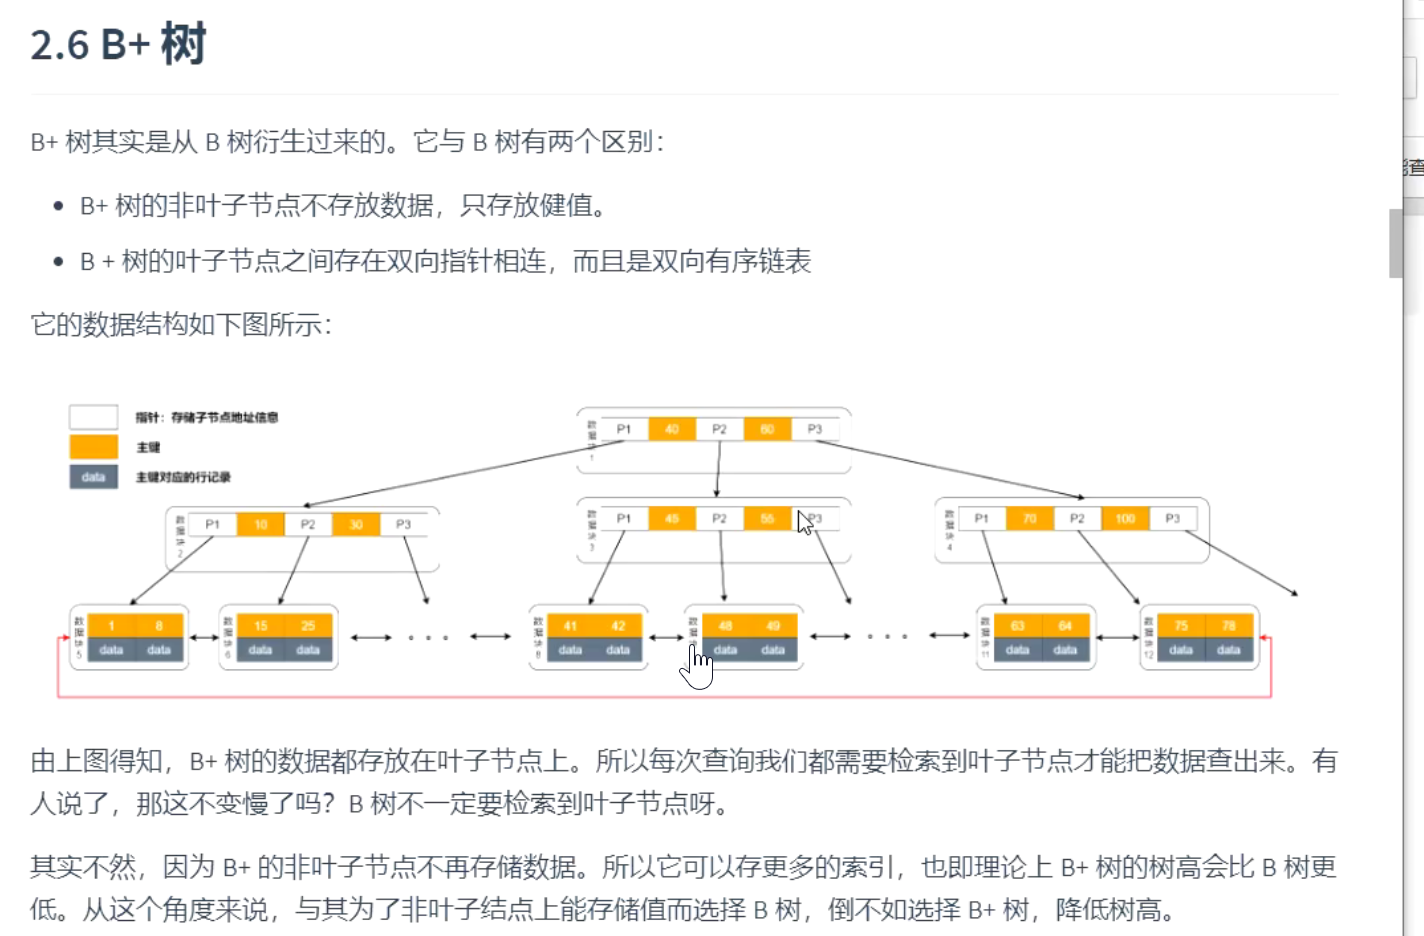 2.6 B+ 树
B+ 树其实是从 B 树衍生过来的。它与 B 树有两个区别：
B+ 树的非叶子节点不存放数据，只存放健值。
B + 树的叶子节点之间存在双向指针相连，而且是双向有序链表
它的数据结构如下图所示：
指针：存储子节点地址信息
主键
data 主键对应的行记录
数据页1 P1 40 P2 60 P3
数据页2 P1 10 P2 30 P3
数据页3 P1 45 P2 55 P3
数据页4 P1 70 P2 100 P3
数据页5 1 8
data data
数据页6 15 25
data data
数据页8 41 42
data data
数据页 48 49
data data
数据页11 63 64
data data
数据页12 75 78
data data
由上图得知，B+ 树的数据都存放在叶子节点上。所以每次查询我们都需要检索到叶子节点才能把数据查出来。有
人说了，那这不变慢了吗？B 树不一定要检索到叶子节点呀。
其实不然，因为 B+ 的非叶子节点不再存储数据。所以它可以存更多的索引，也即理论上 B+ 树的树高会比 B 树更
低。从这个角度来说，与其为了非叶子结点上能存储值而选择 B 树，倒不如选择 B+ 树，降低树高。